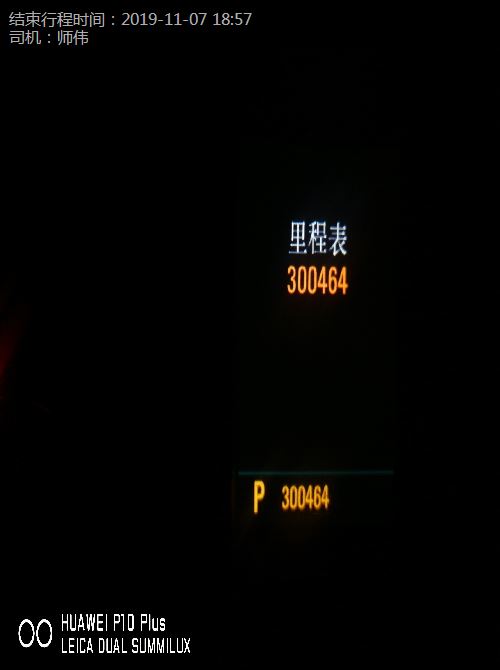 结束行程时间：2019-11-07 18:57
司机：师伟
里程表
300464
P 300464
HUAWEI P10 Plus
LEICA DUAL SUMMILUX